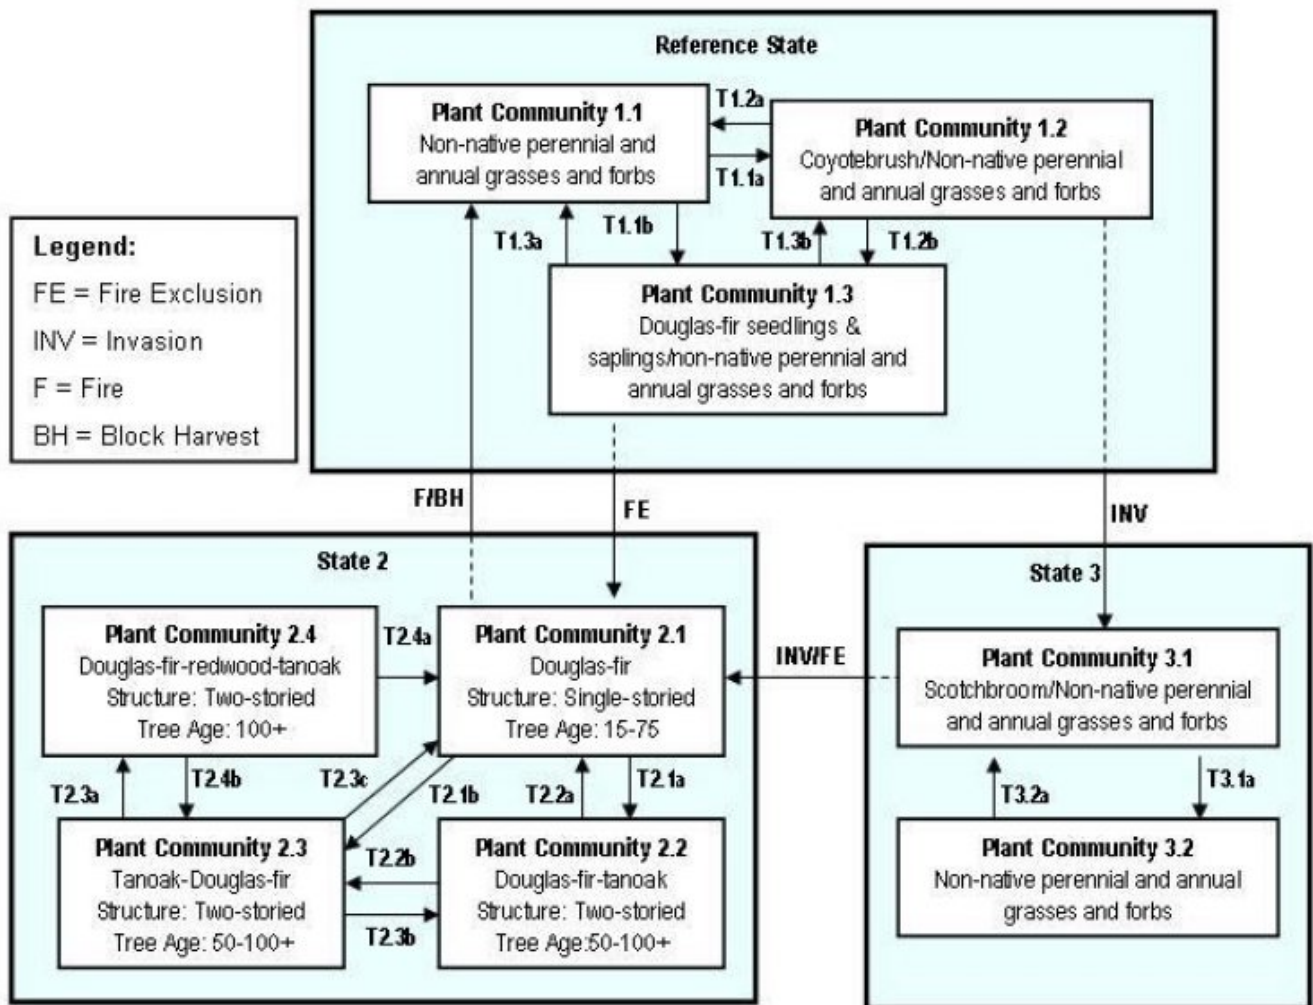 Reference State
Plant Community 1.1
Non-native perennial and
annual grasses and forbs
T1.2a
T1.1a
Plant Community 1.2
Coyotebrush/Non-native perennial
and annual grasses and forbs
T1.3a
T1.1b
T1.3b
T1.2b
Plant Community 1.3
Douglas-fir seedlings &
saplings/non-native perennial and
annual grasses and forbs
Legend:
FE = Fire Exclusion
INV = Invasion
F = Fire
BH = Block Harvest
F/BH
FE
INV
State 2
Plant Community 2.4
Douglas-fir-redwood-tanoak
Structure: Two-storied
Tree Age: 100+
T2.4a
Plant Community 2.1
Douglas-fir
Structure: Single-storied
Tree Age: 15-75
T2.3a
T2.4b
T2.3c
T2.1b
T2.2a
T2.1a
Plant Community 2.3
Tanoak-Douglas-fir
Structure: Two-storied
Tree Age: 50-100+
T2.2b
T2.3b
Plant Community 2.2
Douglas-fir-tanoak
Structure: Two-storied
Tree Age:50-100+
INV/FE
State 3
Plant Community 3.1
Scotchbroom/Non-native perennial
and annual grasses and forbs
T3.2a
T3.1a
Plant Community 3.2
Non-native perennial and annual
grasses and forbs